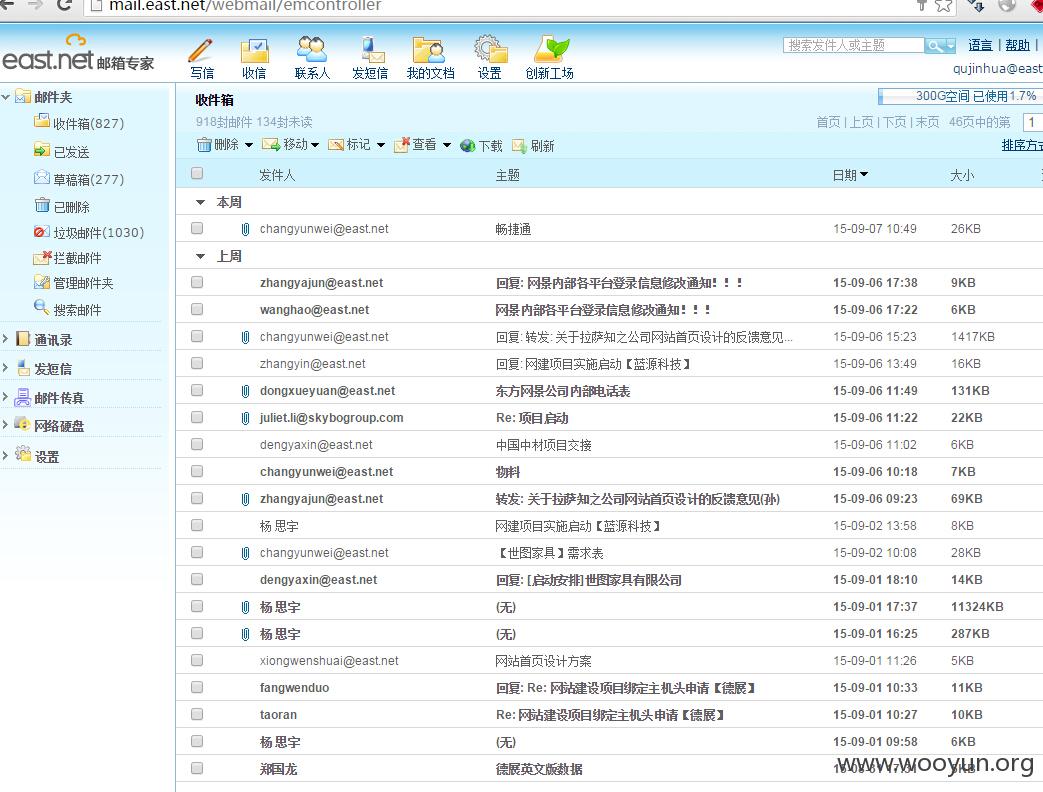 mail.east.net/webmail/emcontroller
east.net 邮箱专家
写信 收信 联系人 发短信 我的文档 设置 创新工场
搜索发件人或主题
语言 | 帮助 |
qujinhua@east
邮件夹
收件箱(827)
已发送
草稿箱(277)
已删除
垃圾邮件(1030)
拦截邮件
管理邮件夹
搜索邮件
通讯录
发短信
邮件传真
网络硬盘
设置
收件箱
300G空间 已使用1.7%
918封邮件 134封未读
首页 | 上页 | 下页 | 末页 46页中的第 1
删除 移动 标记 查看 下载 刷新
排序方式
发件人 主题 日期 大小
本周
changyunwei@east.net 畅捷通 15-09-07 10:49 26KB
上周
zhangyajun@east.net 回复: 网景内部各平台登录信息修改通知！！！ 15-09-06 17:38 9KB
wanghao@east.net 网景内部各平台登录信息修改通知！！！ 15-09-06 17:22 6KB
changyunwei@east.net 回复: 转发: 关于拉萨知之公司网站首页设计的反馈意见... 15-09-06 15:23 1417KB
zhangyin@east.net 回复: 网建项目实施启动【蓝源科技】 15-09-06 13:49 16KB
dongxueyuan@east.net 东方网景公司内部电话表 15-09-06 11:49 131KB
juliet.li@skybogroup.com Re: 项目启动 15-09-06 11:22 22KB
dengyaxin@east.net 中国中材项目交接 15-09-06 11:02 6KB
changyunwei@east.net 物料 15-09-06 10:18 7KB
zhangyajun@east.net 转发: 关于拉萨知之公司网站首页设计的反馈意见(孙) 15-09-06 09:23 69KB
杨 思宇 网建项目实施启动【蓝源科技】 15-09-02 13:58 8KB
changyunwei@east.net 【世图家具】需求表 15-09-02 10:08 28KB
dengyaxin@east.net 回复: [启动安排]世图家具有限公司 15-09-01 18:10 14KB
杨 思宇 (无) 15-09-01 17:37 11324KB
杨 思宇 (无) 15-09-01 16:25 287KB
xiongwenshuai@east.net 网站首页设计方案 15-09-01 11:26 5KB
fangwenduo 回复: Re: 网站建设项目绑定主机头申请【德展】 15-09-01 10:33 11KB
taoran Re: 网站建设项目绑定主机头申请【德展】 15-09-01 10:27 10KB
杨 思宇 (无) 15-09-01 09:58 6KB
郑国龙 德展英文版数据
www.wooyun.org